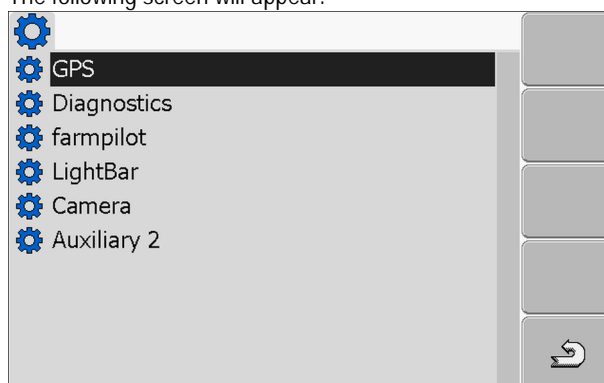 The following screen will appear:
GPS
Diagnostics
farmpilot
LightBar
Camera
Auxiliary 2